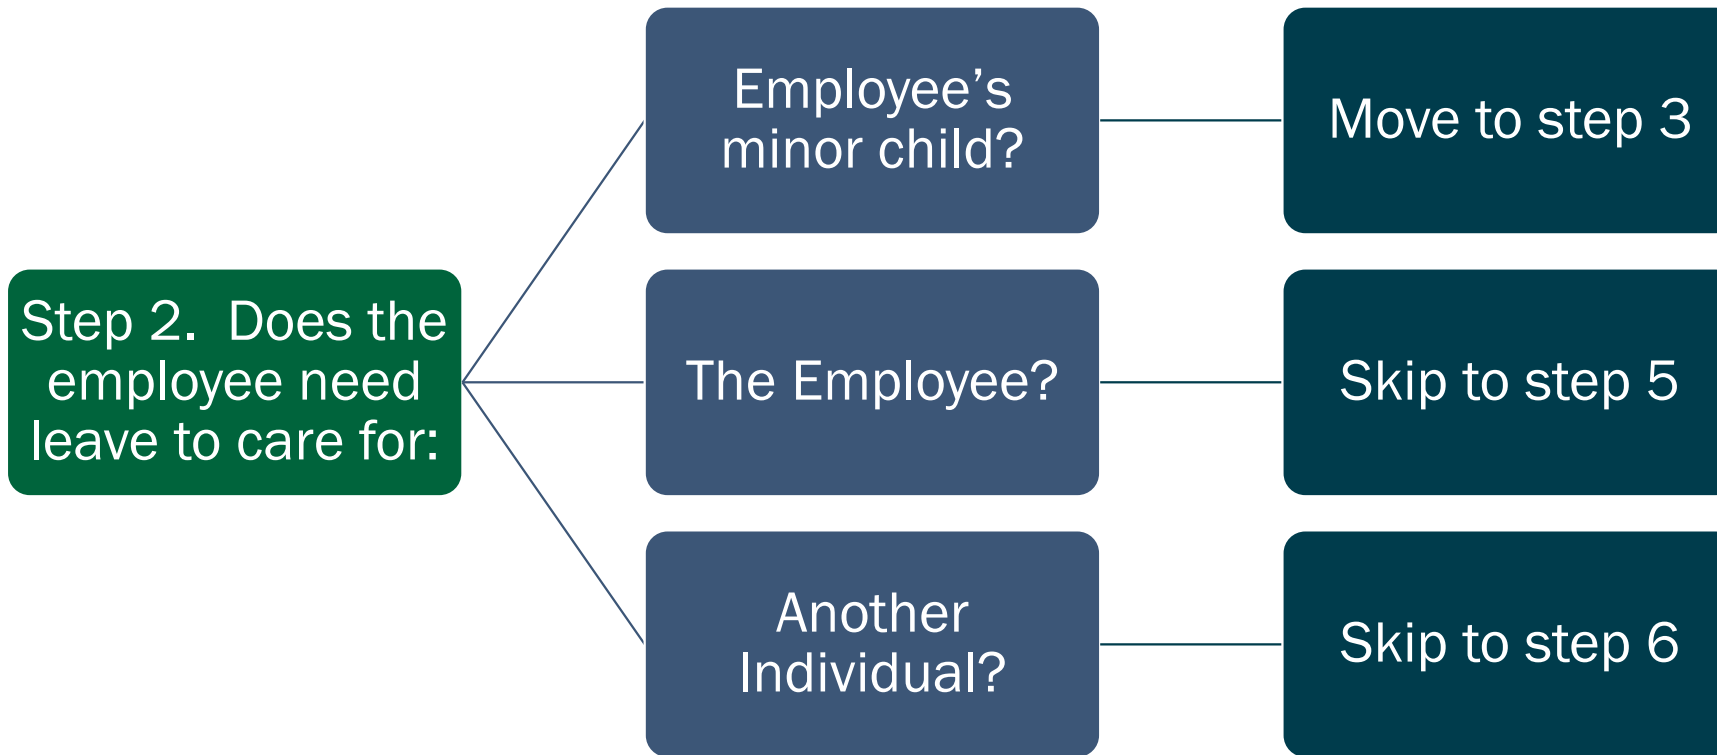 Employee’s
minor child?
Move to step 3
Step 2.  Does the
employee need
leave to care for:
The Employee?
Skip to step 5
Another
Individual?
Skip to step 6